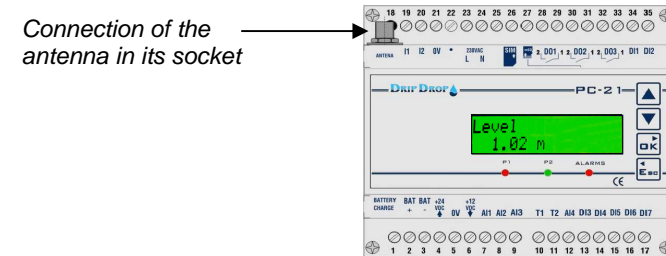 Connection of the
antenna in its socket
18 19 20 21 22 23 24 25 26 27 28 29 30 31 32 33 34 35
ANTENA I1 I2 0V * 230VAC L N SIM 2 DO1 1 2 DO2 1 2 DO3 1 DI1 DI2
DRIP DROP PC-21
Level
1.02 m
OK
P1 P2 ALARMS
Esc
CE
BATTERY CHARGE BAT + BAT - +24 VDC 0V +12 VDC AI1 AI2 AI3 T1 T2 AI4 DI3 DI4 DI5 DI6 DI7
1 2 3 4 5 6 7 8 9 10 11 12 13 14 15 16 17